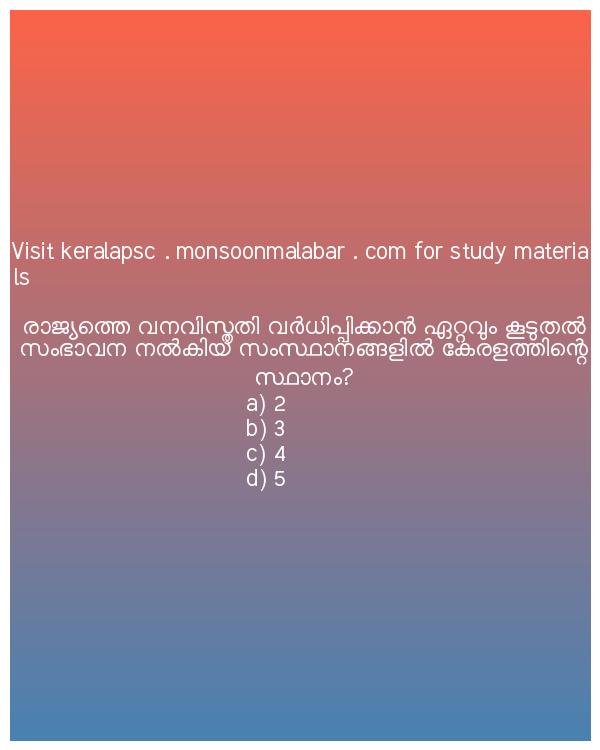 Visit keralapsc . monsoonmalabar . com for study materia
ls
രാജ്യത്തെ വനവിസ്തൃതി വർധിപ്പിക്കാൻ ഏറ്റവും കൂടുതൽ
സംഭാവന നൽകിയ സംസ്ഥാനങ്ങളിൽ കേരളത്തിന്റെ
സ്ഥാനം?
a) 2
b) 3
c) 4
d) 5